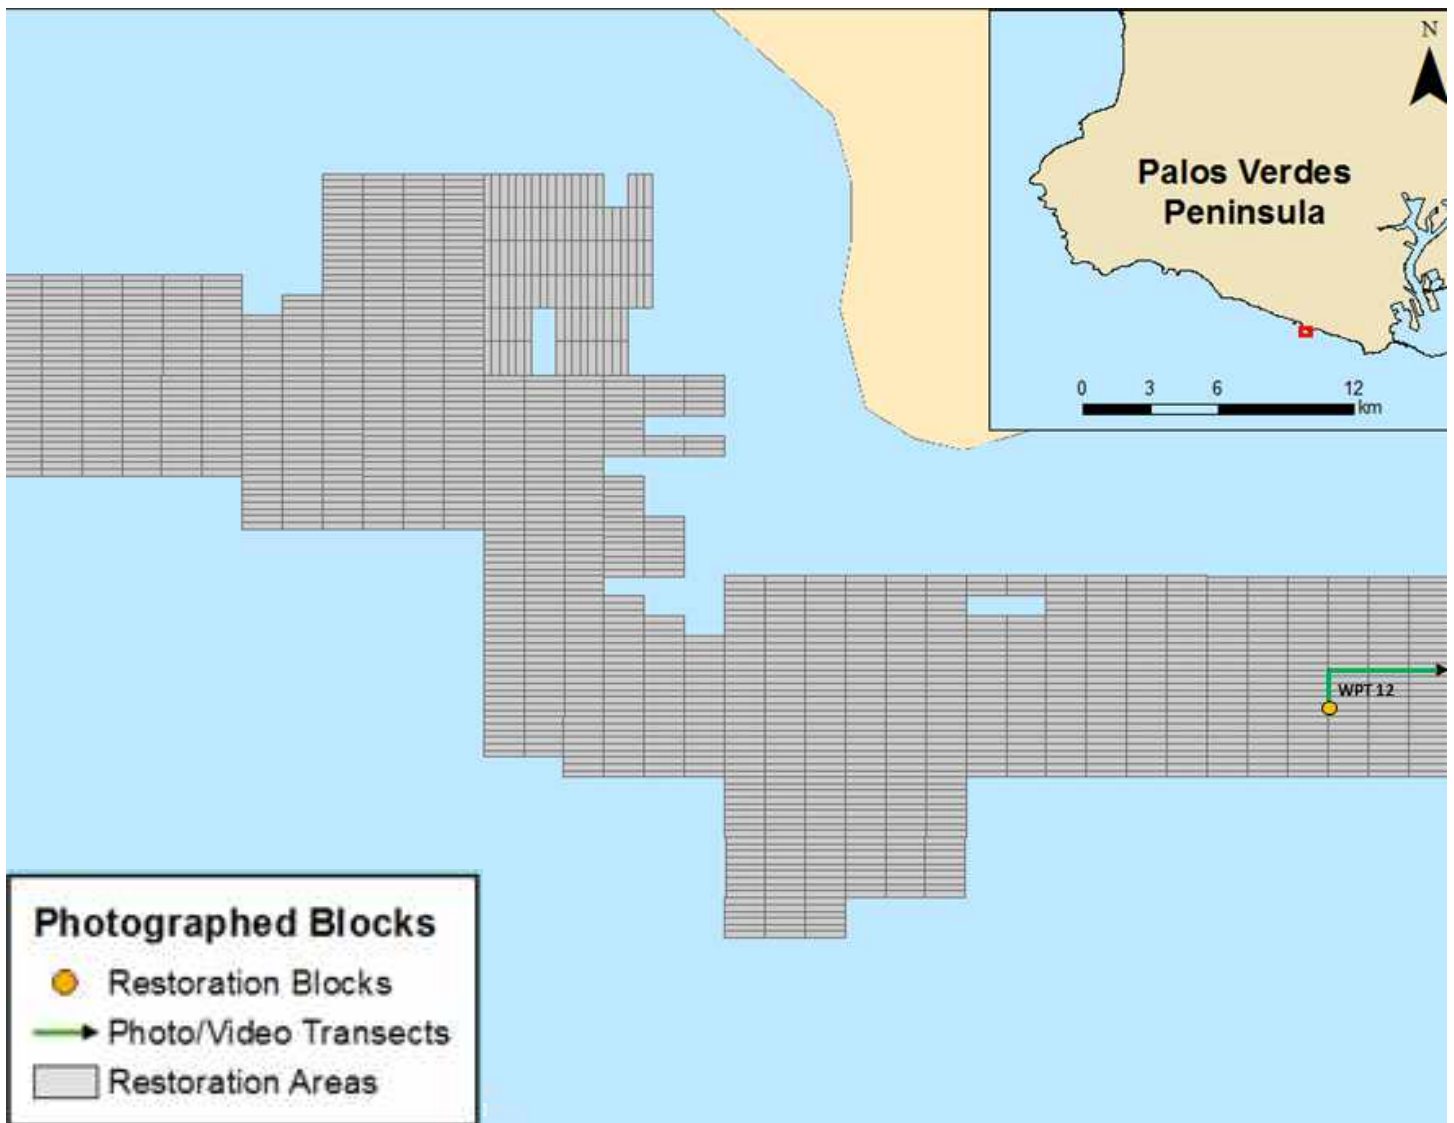 N
Palos Verdes
Peninsula
0 3 6 12
km
WPT 12
Photographed Blocks
Restoration Blocks
Photo/Video Transects
Restoration Areas